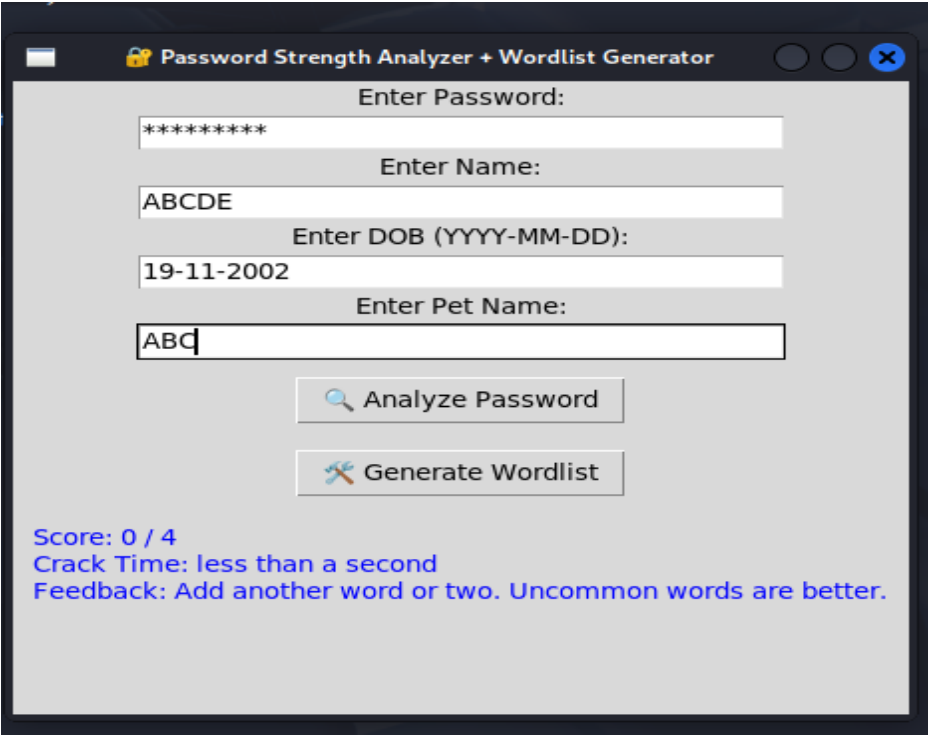 🔐 Password Strength Analyzer + Wordlist Generator
Enter Password:
*********
Enter Name:
ABCDE
Enter DOB (YYYY-MM-DD):
19-11-2002
Enter Pet Name:
ABC
🔍 Analyze Password
🛠️ Generate Wordlist
Score: 0 / 4
Crack Time: less than a second
Feedback: Add another word or two. Uncommon words are better.